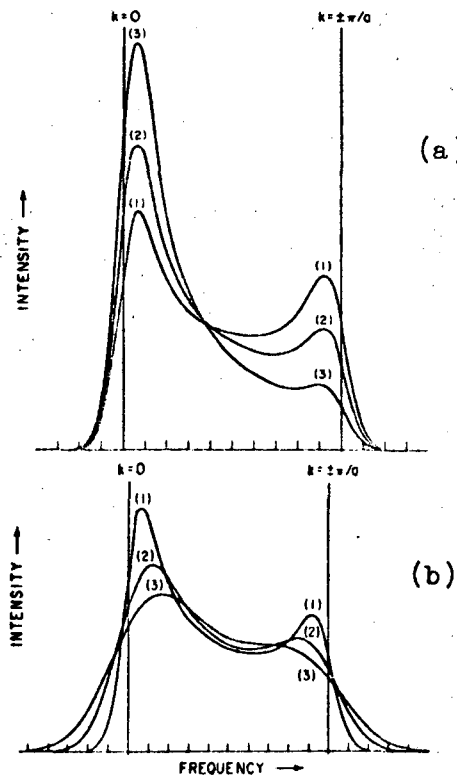 k=0
k=±π/a
(3)
(a)
(2)
(1)
INTENSITY →
(1)
(2)
(3)
k=0
k=±π/a
(1)
(2)
(3)
(b)
(1)
(2)
(3)
INTENSITY →
FREQUENCY →